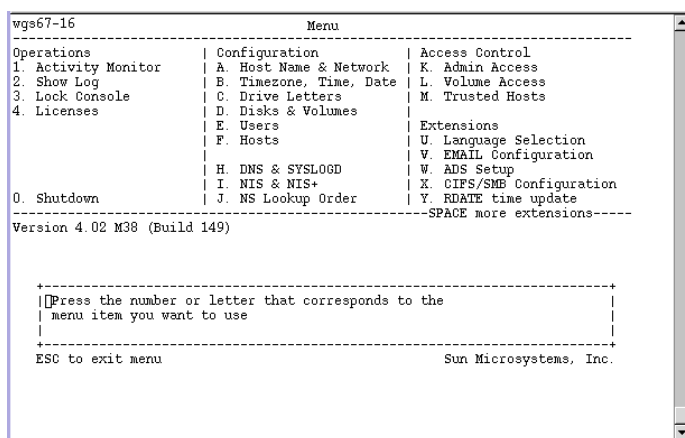 wgs67-16 Menu
Operations | Configuration | Access Control
1. Activity Monitor | A. Host Name & Network | K. Admin Access
2. Show Log | B. Timezone, Time, Date | L. Volume Access
3. Lock Console | C. Drive Letters | M. Trusted Hosts
4. Licenses | D. Disks & Volumes |
| E. Users | Extensions
| F. Hosts | U. Language Selection
| | V. EMAIL Configuration
| H. DNS & SYSLOGD | W. ADS Setup
| I. NIS & NIS+ | X. CIFS/SMB Configuration
0. Shutdown | J. NS Lookup Order | Y. RDATE time update
SPACE more extensions
Version 4.02 M38 (Build 149)
Press the number or letter that corresponds to the
menu item you want to use
ESC to exit menu Sun Microsystems, Inc.